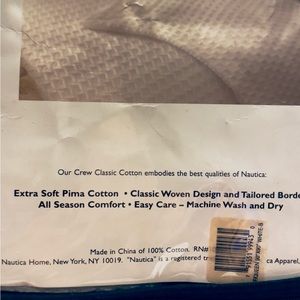 Our Crew Classic Cotton embodies the best qualities of Nautica:
Extra Soft Pima Cotton • Classic Woven Design and Tailored Borde
All Season Comfort • Easy Care – Machine Wash and Dry
Made in China of 100% Cotton. RN#
Nautica Home, New York, NY 10019. "Nautica" is a registered tr
ca Apparel,